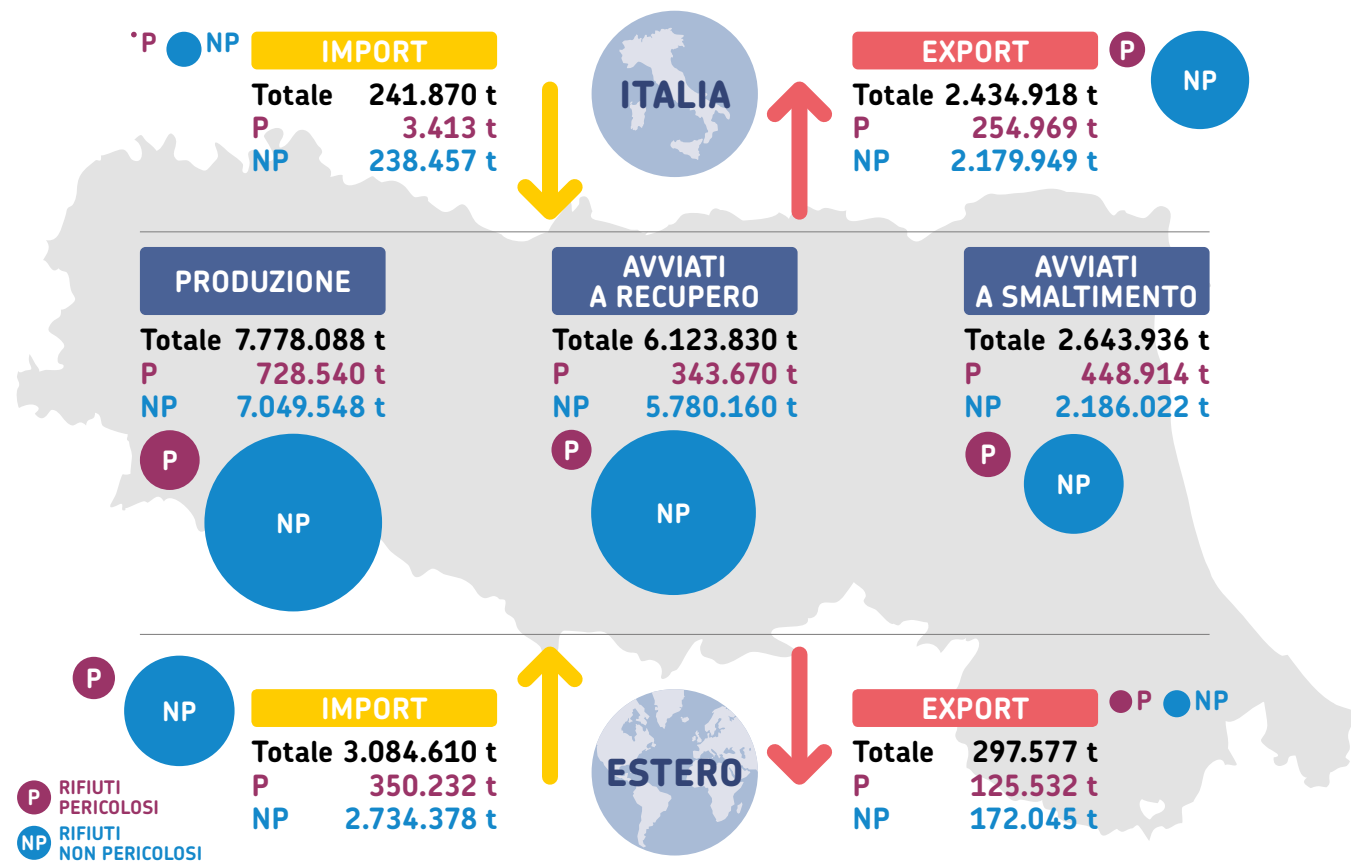 P NP
IMPORT
Totale 241.870 t
P 3.413 t
NP 238.457 t
ITALIA
EXPORT
Totale 2.434.918 t
P 254.969 t
NP 2.179.949 t
P
NP
PRODUZIONE
Totale 7.778.088 t
P 728.540 t
NP 7.049.548 t
P
NP
AVVIATI
A RECUPERO
Totale 6.123.830 t
P 343.670 t
NP 5.780.160 t
P
NP
AVVIATI
A SMALTIMENTO
Totale 2.643.936 t
P 448.914 t
NP 2.186.022 t
P
NP
P
NP
IMPORT
Totale 3.084.610 t
P 350.232 t
NP 2.734.378 t
ESTERO
EXPORT
Totale 297.577 t
P 125.532 t
NP 172.045 t
P NP
P RIFIUTI
PERICOLOSI
NP RIFIUTI
NON PERICOLOSI